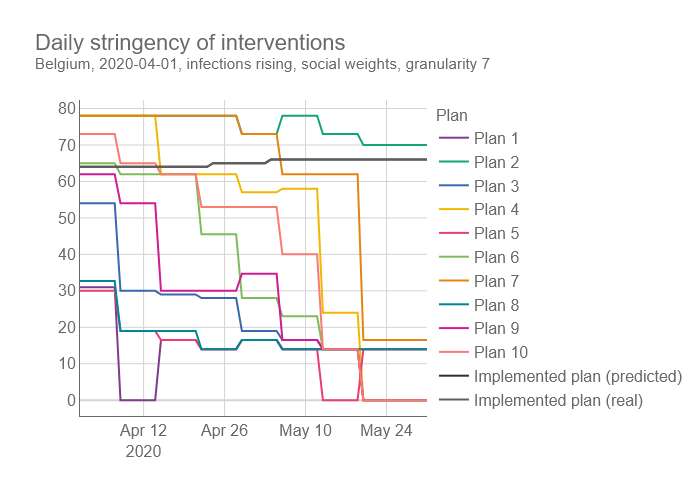 Daily stringency of interventions
Belgium, 2020-04-01, infections rising, social weights, granularity 7
80
70
60
50
40
30
20
10
0
Apr 12
2020
Apr 26
May 10
May 24
Plan
Plan 1
Plan 2
Plan 3
Plan 4
Plan 5
Plan 6
Plan 7
Plan 8
Plan 9
Plan 10
Implemented plan (predicted)
Implemented plan (real)